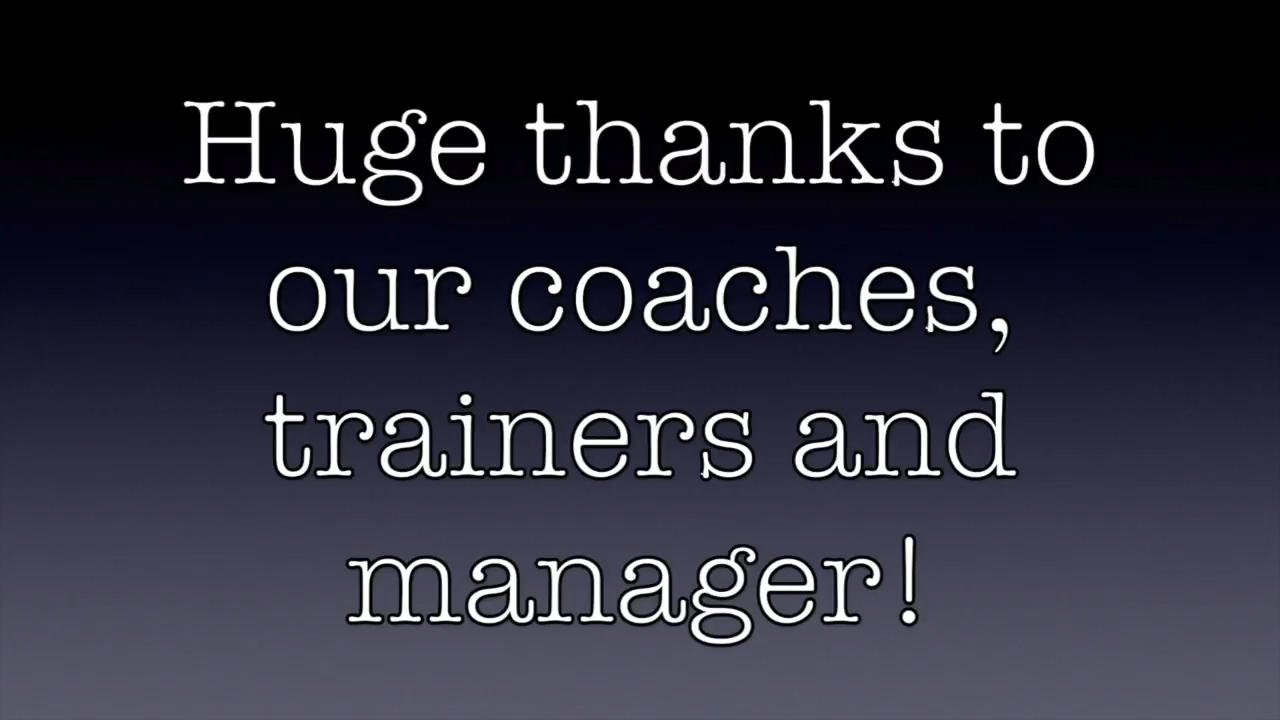 Huge thanks to
our coaches,
trainers and
manager!